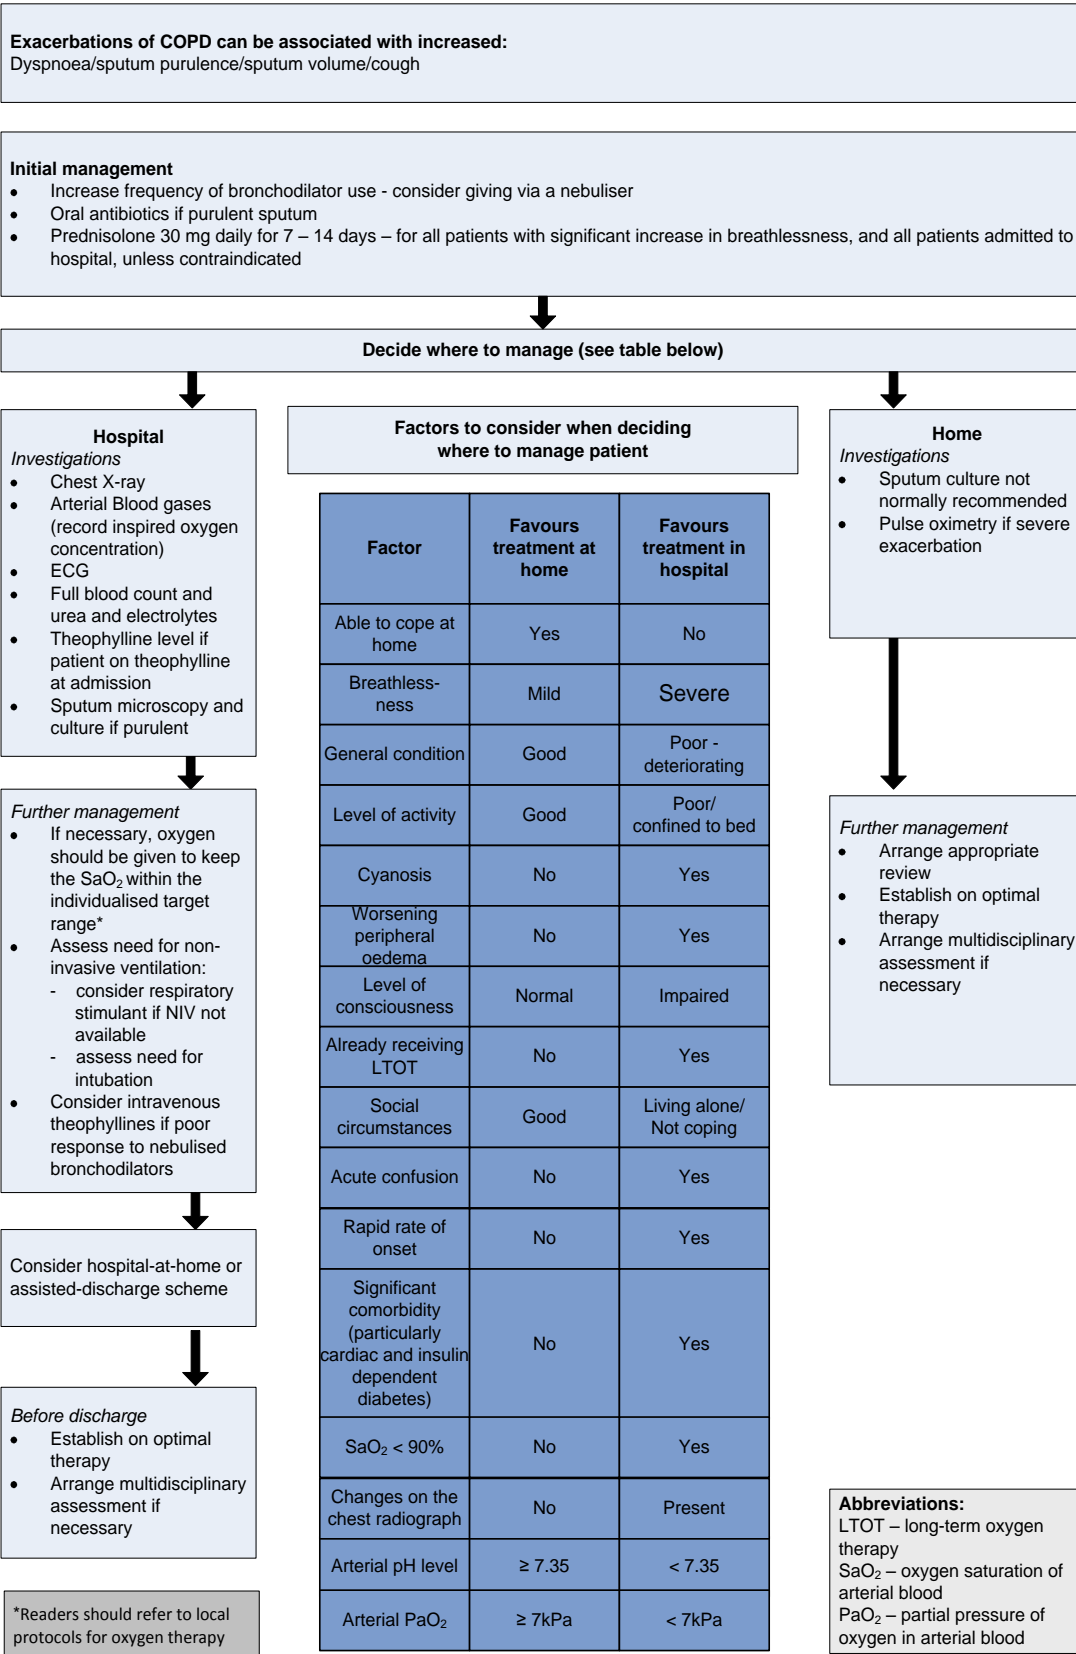 Exacerbations of COPD can be associated with increased:
Dyspnoea/sputum purulence/sputum volume/cough
Initial management
• Increase frequency of bronchodilator use - consider giving via a nebuliser
• Oral antibiotics if purulent sputum
• Prednisolone 30 mg daily for 7 – 14 days – for all patients with significant increase in breathlessness, and all patients admitted to
hospital, unless contraindicated
Decide where to manage (see table below)
Hospital
Investigations
• Chest X-ray
• Arterial Blood gases
(record inspired oxygen
concentration)
• ECG
• Full blood count and
urea and electrolytes
• Theophylline level if
patient on theophylline
at admission
• Sputum microscopy and
culture if purulent
Further management
• If necessary, oxygen
should be given to keep
the SaO₂ within the
individualised target
range*
• Assess need for non-
invasive ventilation:
- consider respiratory
stimulant if NIV not
available
- assess need for
intubation
• Consider intravenous
theophyllines if poor
response to nebulised
bronchodilators
Consider hospital-at-home or
assisted-discharge scheme
Before discharge
• Establish on optimal
therapy
• Arrange multidisciplinary
assessment if
necessary
*Readers should refer to local
protocols for oxygen therapy
Factors to consider when deciding
where to manage patient
Factor
Favours
treatment at
home
Favours
treatment in
hospital
Able to cope at
home
Yes
No
Breathless-
ness
Mild
Severe
General condition
Good
Poor -
deteriorating
Level of activity
Good
Poor/
confined to bed
Cyanosis
No
Yes
Worsening
peripheral
oedema
No
Yes
Level of
consciousness
Normal
Impaired
Already receiving
LTOT
No
Yes
Social
circumstances
Good
Living alone/
Not coping
Acute confusion
No
Yes
Rapid rate of
onset
No
Yes
Significant
comorbidity
(particularly
cardiac and insulin
dependent
diabetes)
No
Yes
SaO₂ < 90%
No
Yes
Changes on the
chest radiograph
No
Present
Arterial pH level
≥ 7.35
< 7.35
Arterial PaO₂
≥ 7kPa
< 7kPa
Home
Investigations
• Sputum culture not
normally recommended
• Pulse oximetry if severe
exacerbation
Further management
• Arrange appropriate
review
• Establish on optimal
therapy
• Arrange multidisciplinary
assessment if
necessary
Abbreviations:
LTOT – long-term oxygen
therapy
SaO₂ – oxygen saturation of
arterial blood
PaO₂ – partial pressure of
oxygen in arterial blood